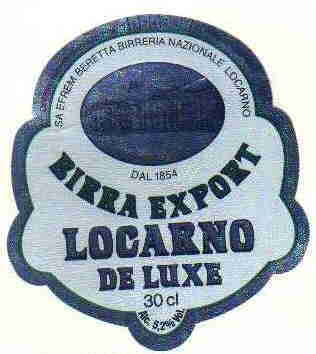 SA EFREM BERETTA BIRRERIA NAZIONALE LOCARNO
DAL 1854
BIRRA EXPORT
LOCARNO
DE LUXE
30 cl
Alc. 5,2% Vol.